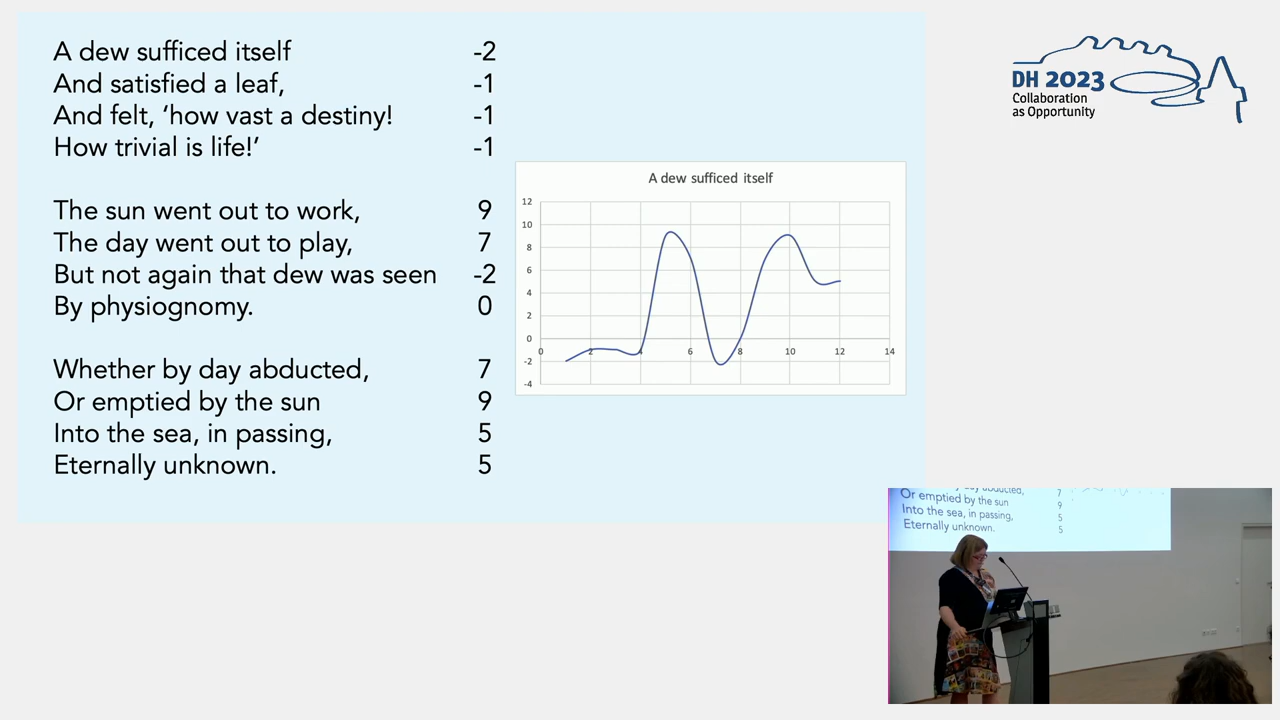 A dew sufficed itself -2
And satisfied a leaf, -1
And felt, ‘how vast a destiny! -1
How trivial is life!’ -1
The sun went out to work, 9
The day went out to play, 7
But not again that dew was seen -2
By physiognomy. 0
Whether by day abducted, 7
Or emptied by the sun 9
Into the sea, in passing, 5
Eternally unknown. 5
A dew sufficed itself
12
10
8
6
4
2
0
-2
-4
0 2 4 6 8 10 12 14
DH 2023
Collaboration
as Opportunity
Or emptied by the sun 9
Into the sea, in passing, 5
Eternally unknown. 5